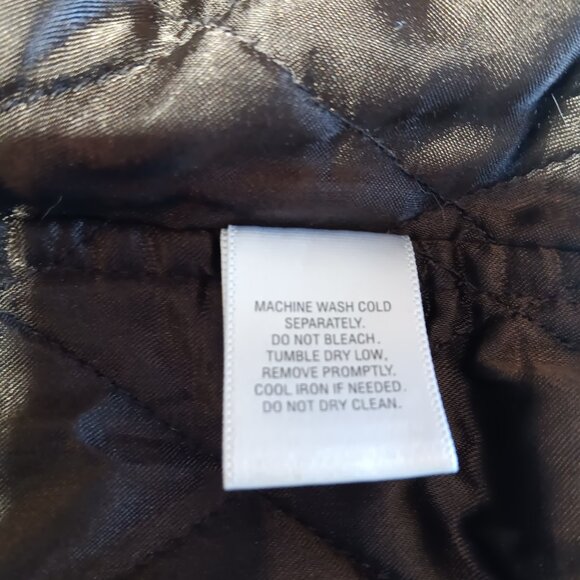 MACHINE WASH COLD
SEPARATELY.
DO NOT BLEACH.
TUMBLE DRY LOW,
REMOVE PROMPTLY.
COOL IRON IF NEEDED.
DO NOT DRY CLEAN.